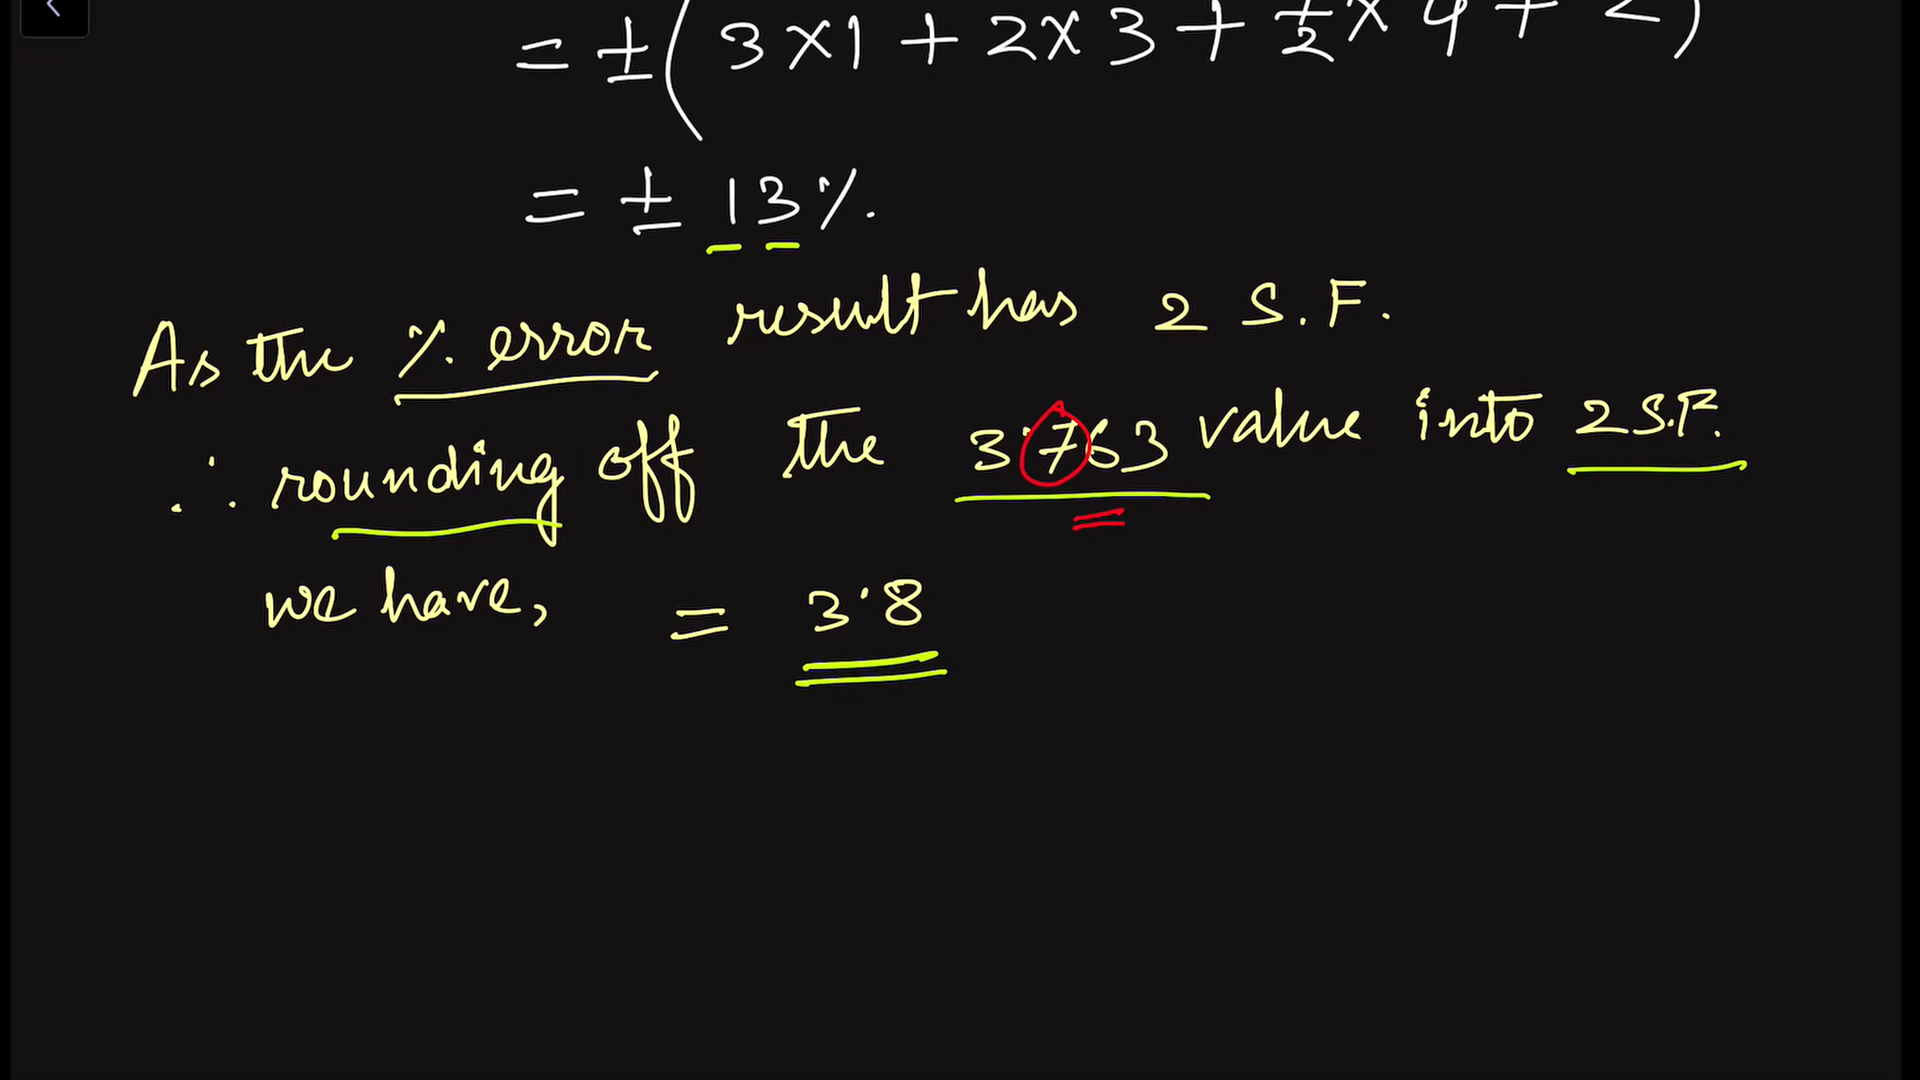 = ± ( 3 × 1 + 2 × 3 + 1/2 × 4 + 2 )
= ± 13 %.
As the % error result has 2 S.F.
∴ rounding off the 3.763 value into 2 S.F.
we have, = 3.8